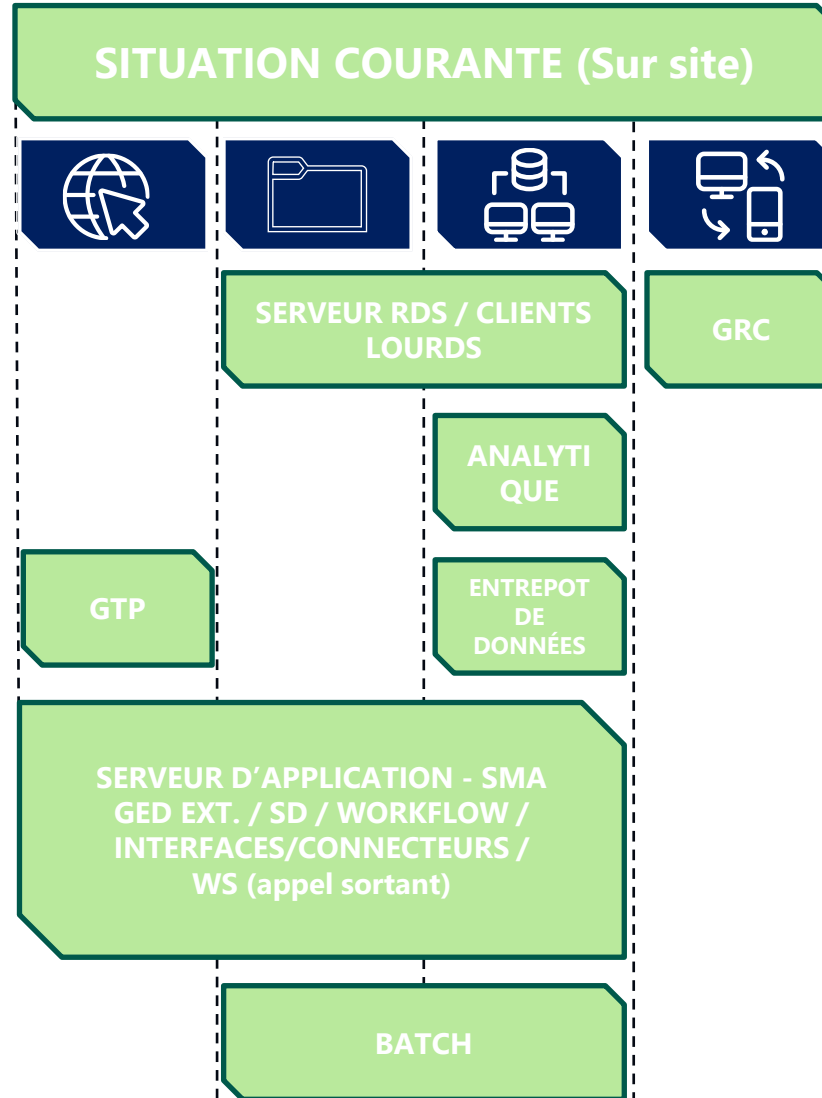 SITUATION COURANTE (Sur site)
SERVEUR RDS / CLIENTS
LOURDS
GRC
ANALYTI
QUE
GTP
ENTREPOT
DE
DONNÉES
SERVEUR D’APPLICATION - SMA
GED EXT. / SD / WORKFLOW /
INTERFACES/CONNECTEURS /
WS (appel sortant)
BATCH